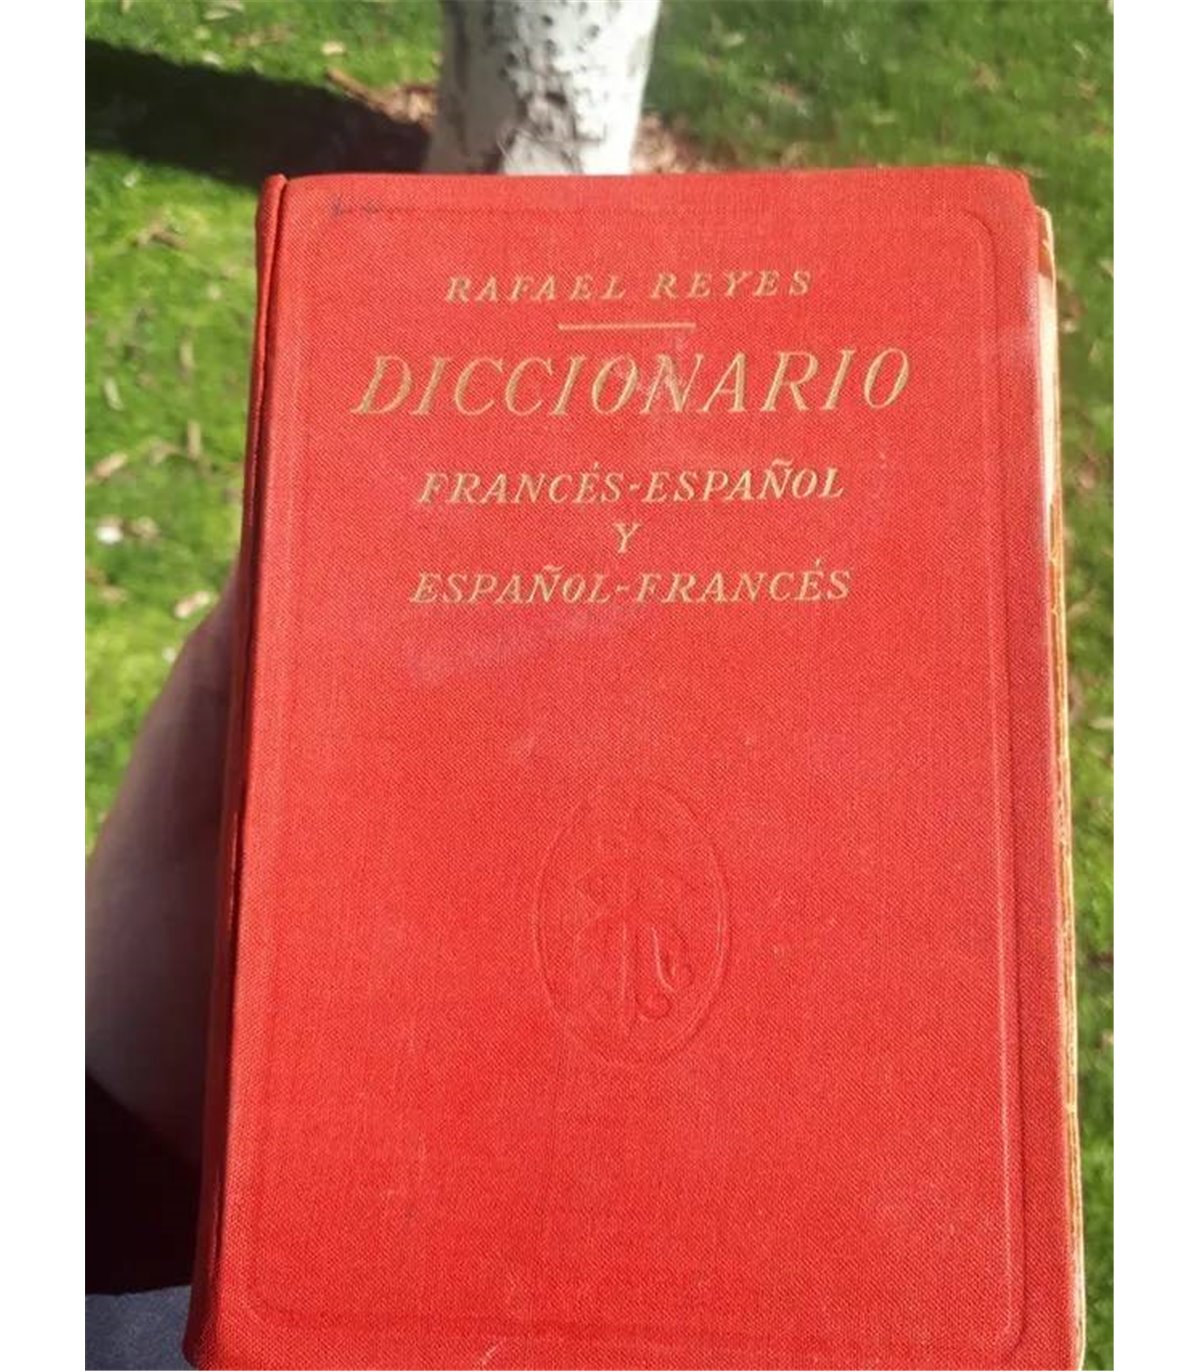 RAFAEL REYES
DICCIONARIO
FRANCÉS-ESPAÑOL
Y
ESPAÑOL-FRANCÉS